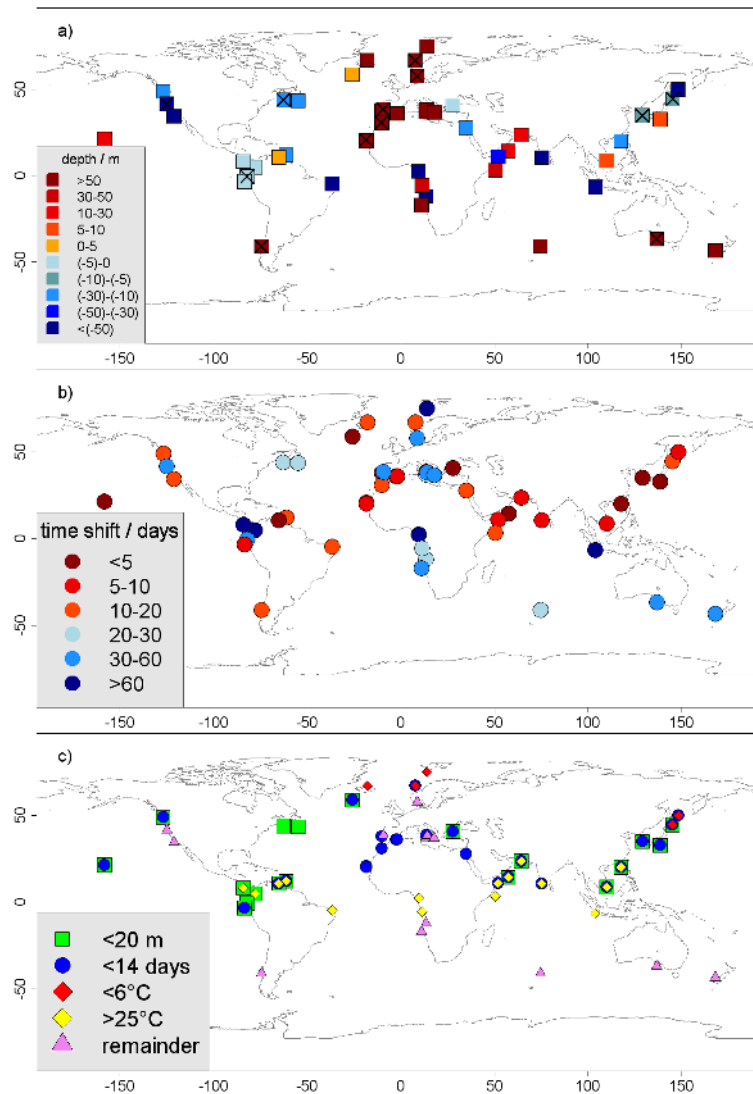 a)
50
0
-50
depth / m
>50
30-50
10-30
5-10
0-5
(-5)-0
(-10)-(-5)
(-30)-(-10)
(-50)-(-30)
<(-50)
-150 -100 -50 0 50 100 150
b)
50
0
-50
time shift / days
<5
5-10
10-20
20-30
30-60
>60
-150 -100 -50 0 50 100 150
c)
50
0
-50
<20 m
<14 days
<6°C
>25°C
remainder
-150 -100 -50 0 50 100 150